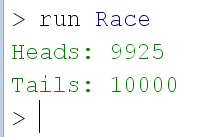 > run Race
Heads: 9925
Tails: 10000
>